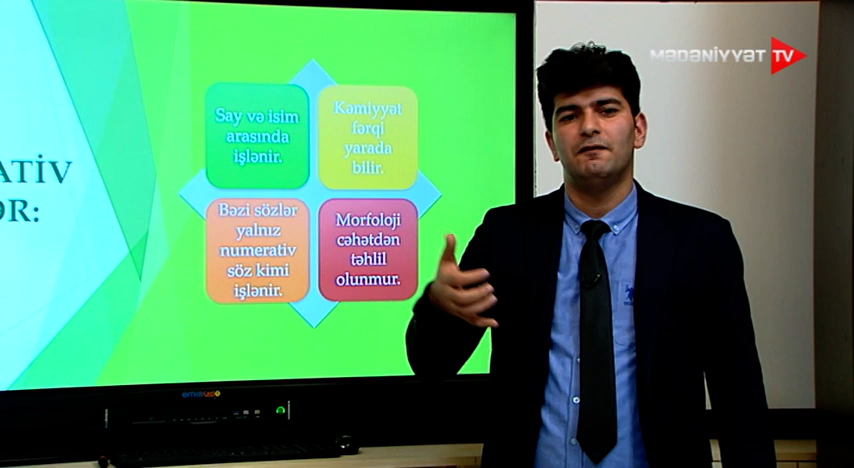 MƏDƏNİYYƏT TV
ATİV
ƏR:
Say və isim
arasında
işlənir.
Kəmiyyət
fərqi
yarada
bilir.
Bəzi sözlər
yalnız
numerativ
söz kimi
işlənir.
Morfoloji
cəhətdən
təhlil
olunmur.